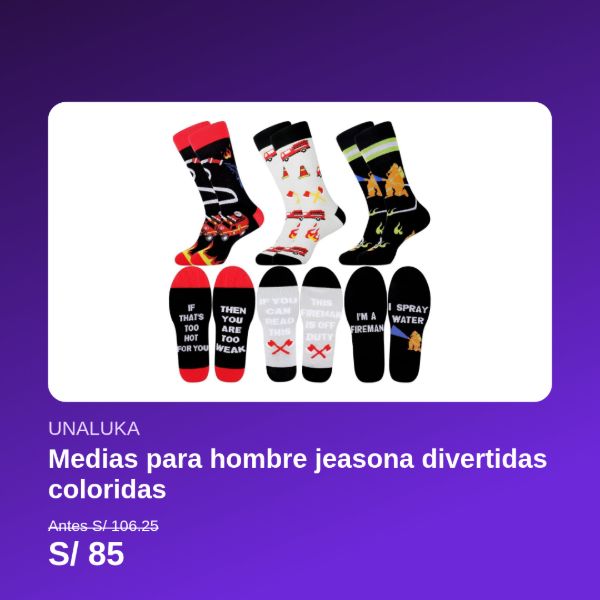 IF
THAT'S
TOO
HOT
FOR YOU
THEN
YOU
ARE
TOO
WEAK
IF YOU
CAN
READ
THIS
THIS
FIREMAN
IS OFF
DUTY
I'M A
FIREMAN
I SPRAY
WATER
UNALUKA
Medias para hombre jeasona divertidas
coloridas
Antes S/ 106.25
S/ 85